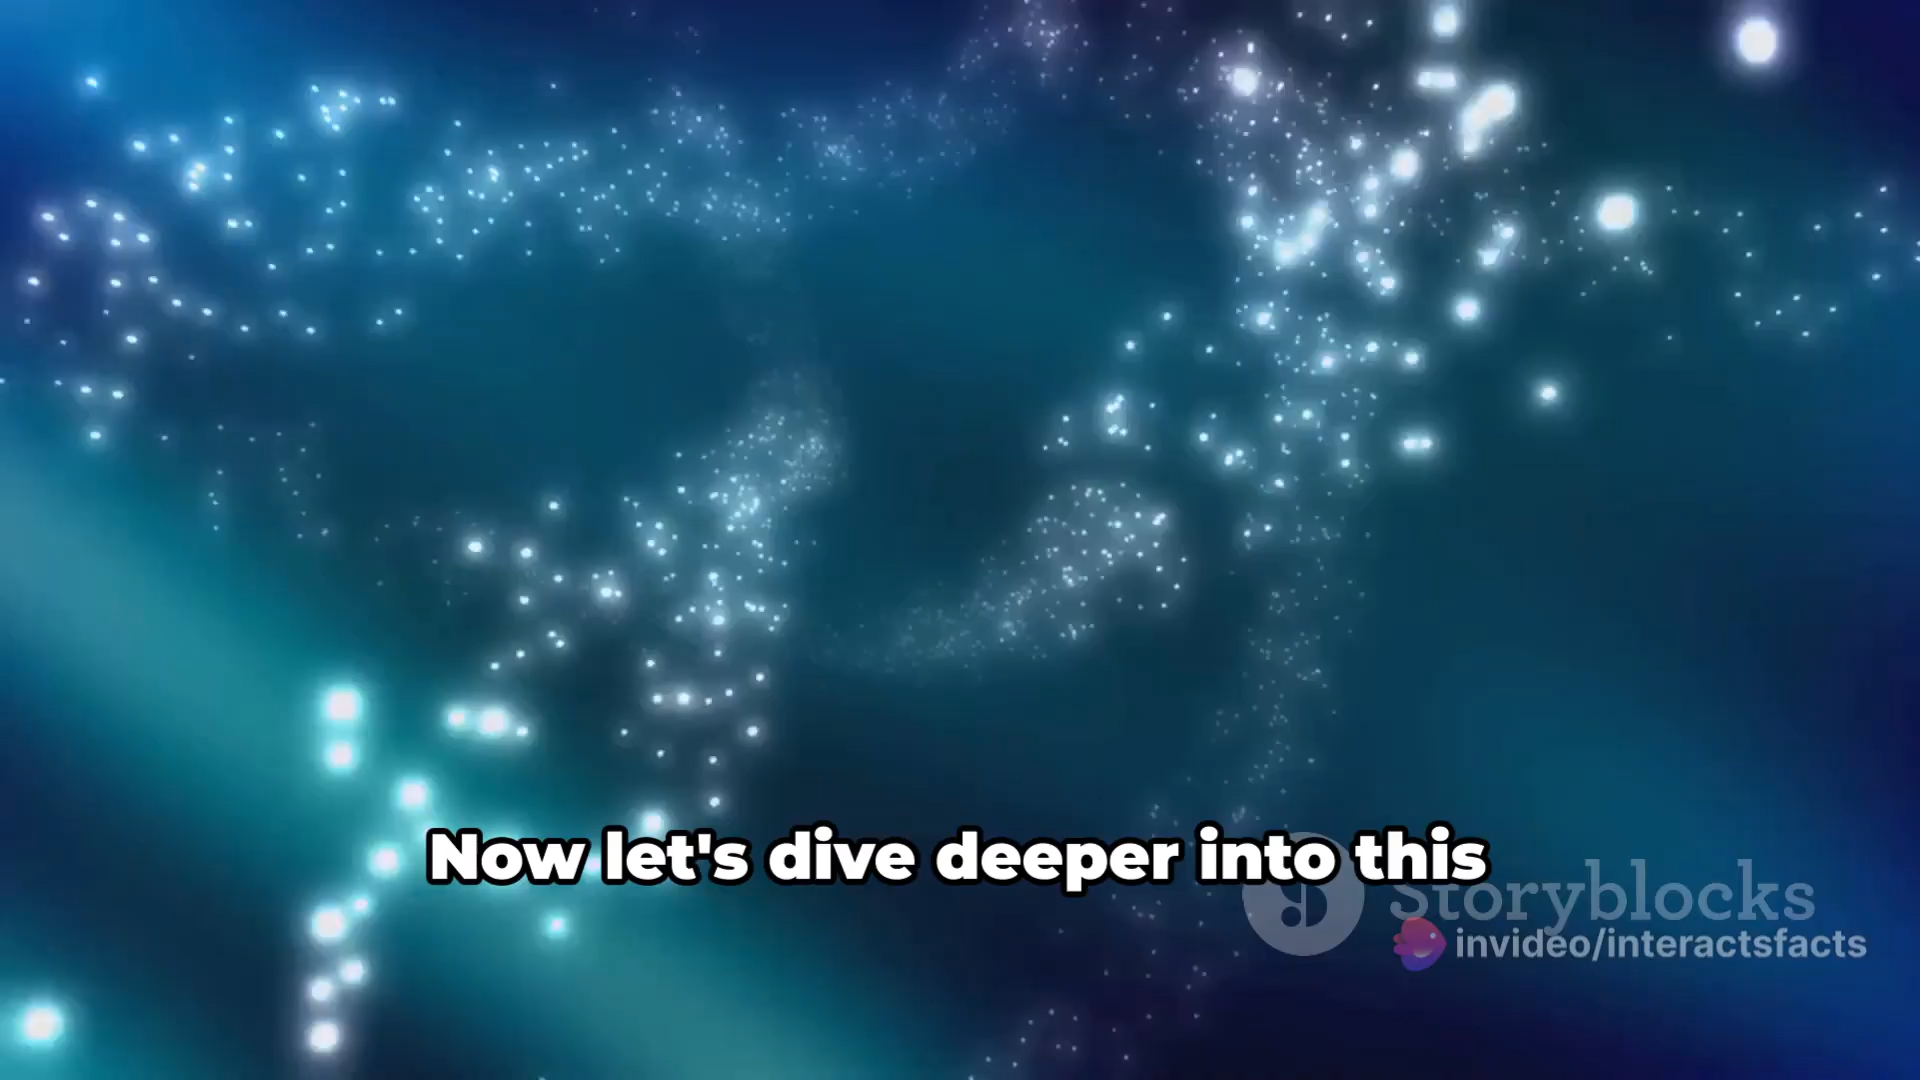 Now let's dive deeper into this
Storyblocks
invideo/interactsfacts